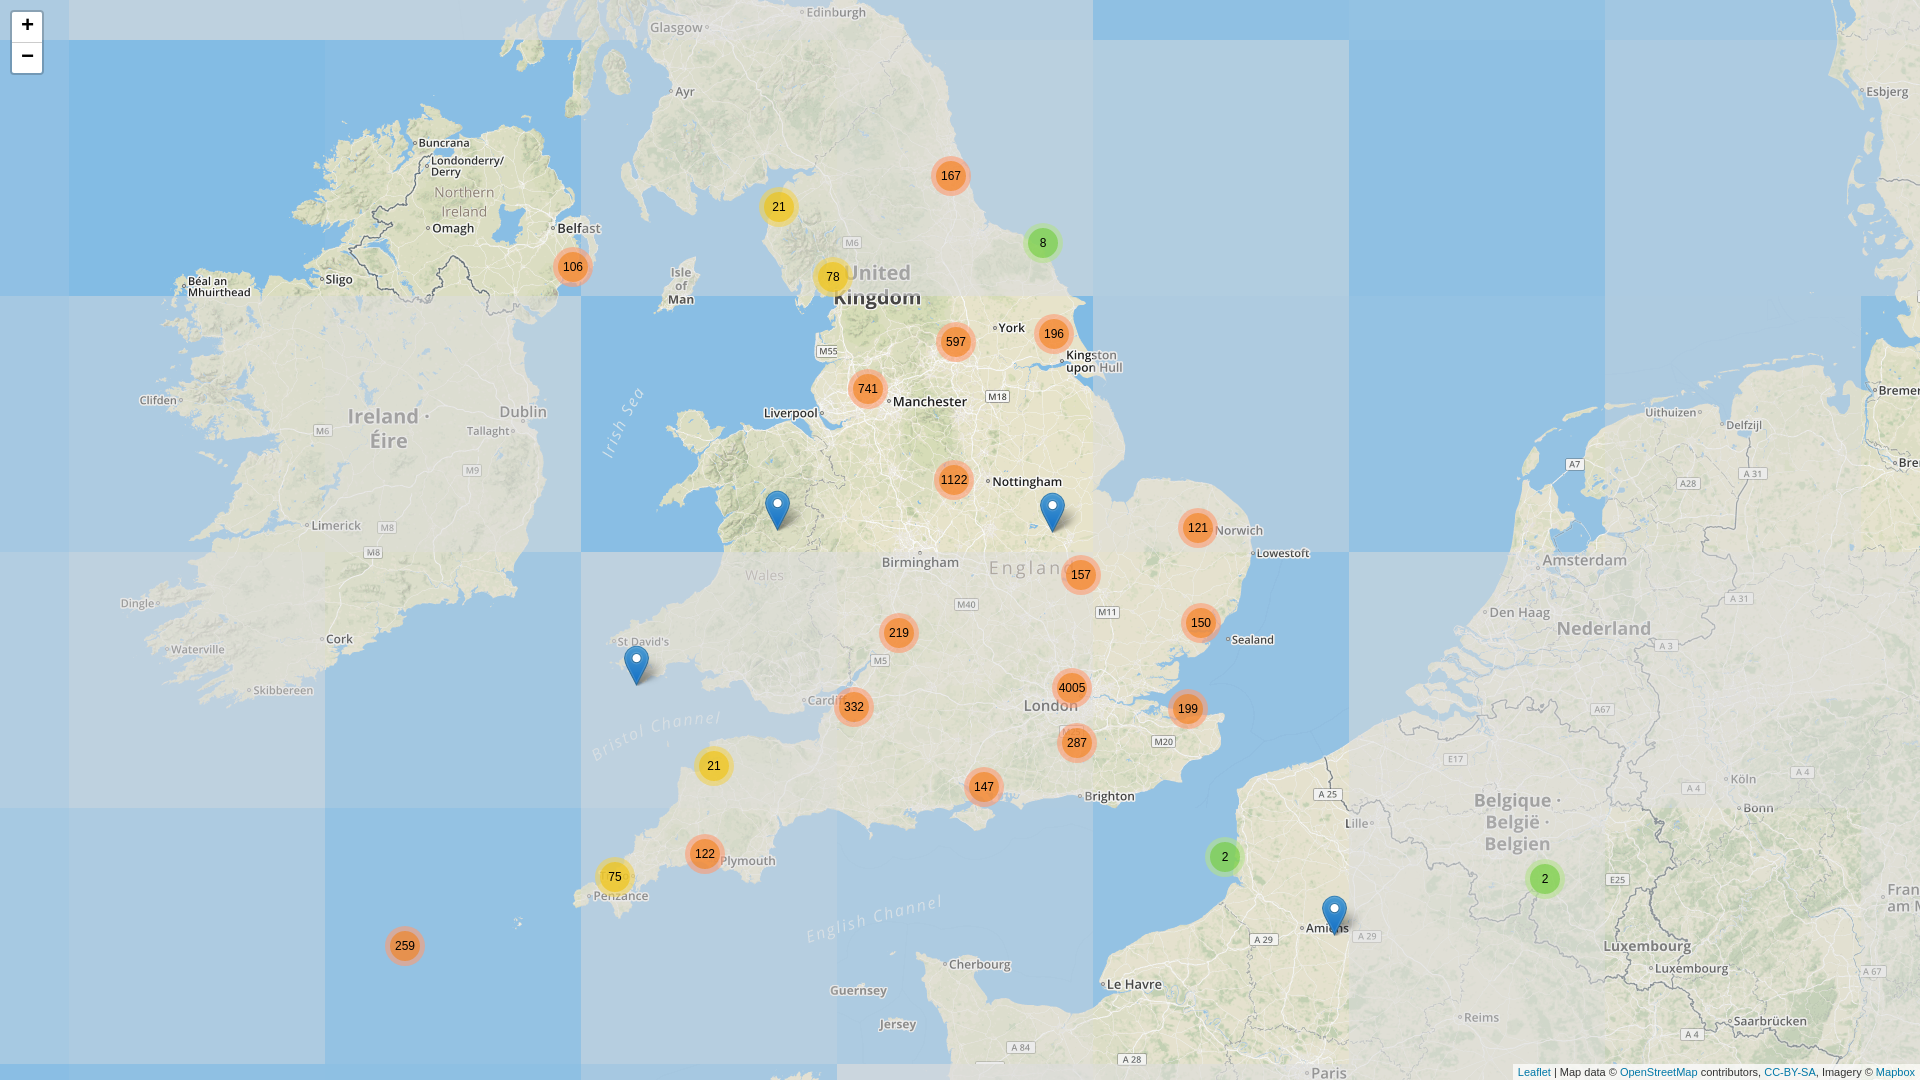 +
−
Edinburgh
Glasgow
Ayr
Esbjerg
Buncrana
Londonderry/
Derry
Northern
Ireland
Omagh
Belfast
167
21
8
M6
106
78
United
Kingdom
Isle
of
Man
Sligo
Béal an
Mhuirthead
York
196
597
M55
Kingston
upon Hull
741
Manchester
M18
Liverpool
Clifden
Ireland ·
Éire
Dublin
Tallaght
M6
M9
Irish Sea
Uithuizen
Delfzijl
A7
A 31
A28
1122
Nottingham
121
Norwich
Lowestoft
Limerick
M8
M8
Birmingham
Wales
157
Amsterdam
A 31
Dingle
M40
M11
Den Haag
Nederland
Cork
219
150
Sealand
St David's
Waterville
M5
A 3
Skibbereen
4005
London
332
199
A67
Bristol Channel
287
M20
E17
21
147
Brighton
A 25
Köln
A 4
A 4
Bonn
Belgique ·
België ·
Belgien
Lille
122
Plymouth
75
Penzance
2
2
E25
English Channel
259
Amiens
A 29
A 29
Luxembourg
Luxembourg
A 67
Cherbourg
Le Havre
Guernsey
Jersey
Reims
Saarbrücken
A 4
A 84
A 28
Paris
Leaflet | Map data © OpenStreetMap contributors, CC-BY-SA, Imagery © Mapbox